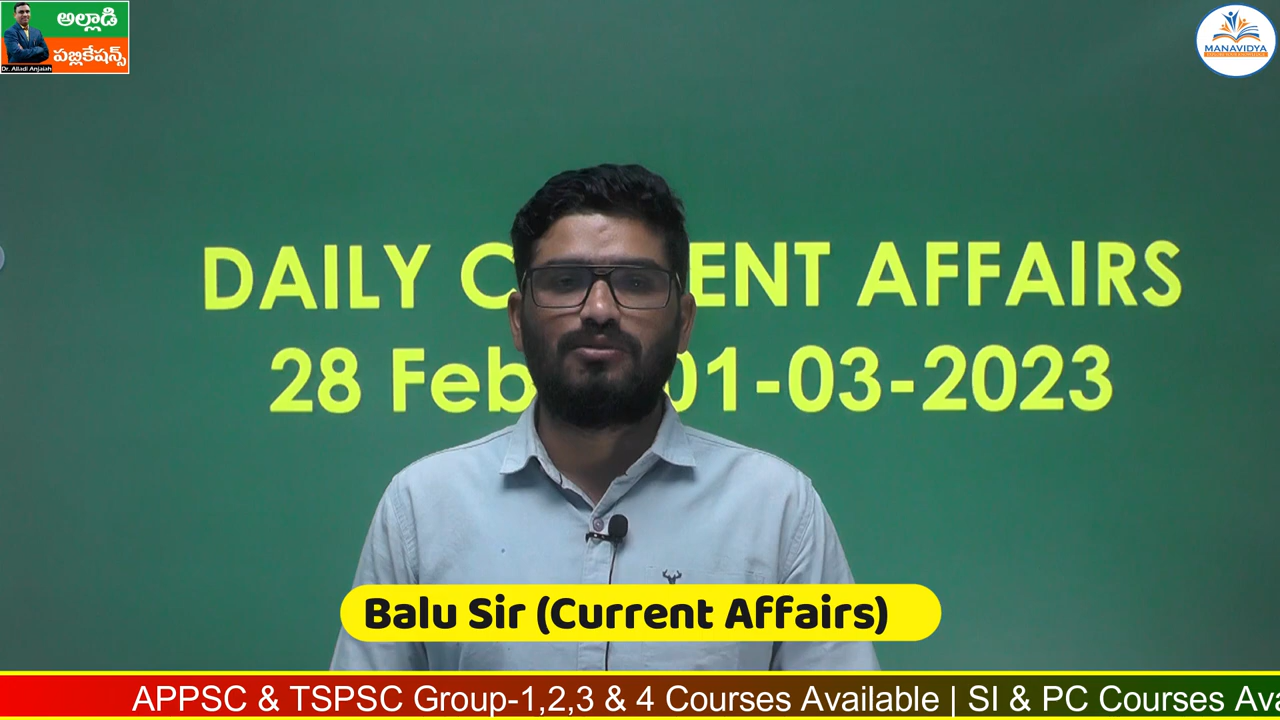 అల్లాడి
పబ్లికేషన్స్
Dr. Alladi Anjaiah
MANAVIDYA
DAILY C ENT AFFAIRS
28 Feb 01-03-2023
Balu Sir (Current Affairs)
APPSC & TSPSC Group-1,2,3 & 4 Courses Available | SI & PC Courses Ava